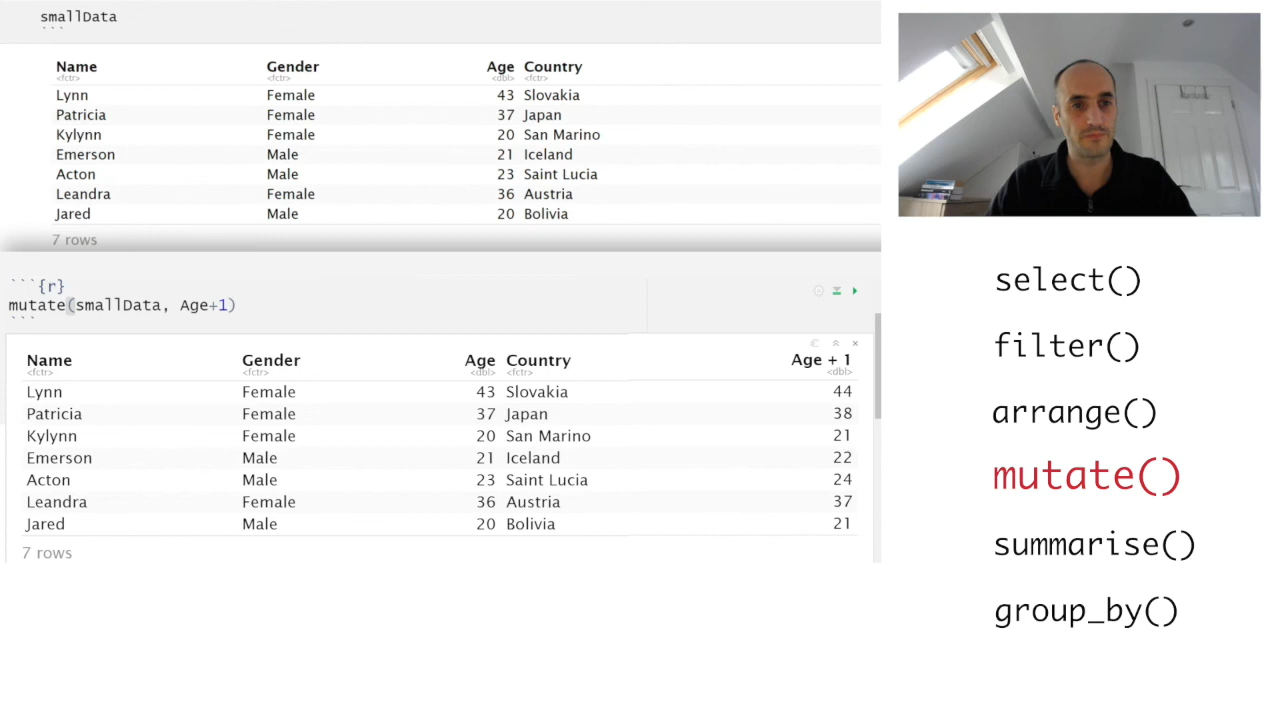 smallData
```
Name Gender Age Country
<fctr> <fctr> <dbl> <fctr>
Lynn Female 43 Slovakia
Patricia Female 37 Japan
Kylynn Female 20 San Marino
Emerson Male 21 Iceland
Acton Male 23 Saint Lucia
Leandra Female 36 Austria
Jared Male 20 Bolivia
7 rows
```{r}
mutate(smallData, Age+1)
```
Name Gender Age Country Age + 1
<fctr> <fctr> <dbl> <fctr> <dbl>
Lynn Female 43 Slovakia 44
Patricia Female 37 Japan 38
Kylynn Female 20 San Marino 21
Emerson Male 21 Iceland 22
Acton Male 23 Saint Lucia 24
Leandra Female 36 Austria 37
Jared Male 20 Bolivia 21
7 rows
select()
filter()
arrange()
mutate()
summarise()
group_by()